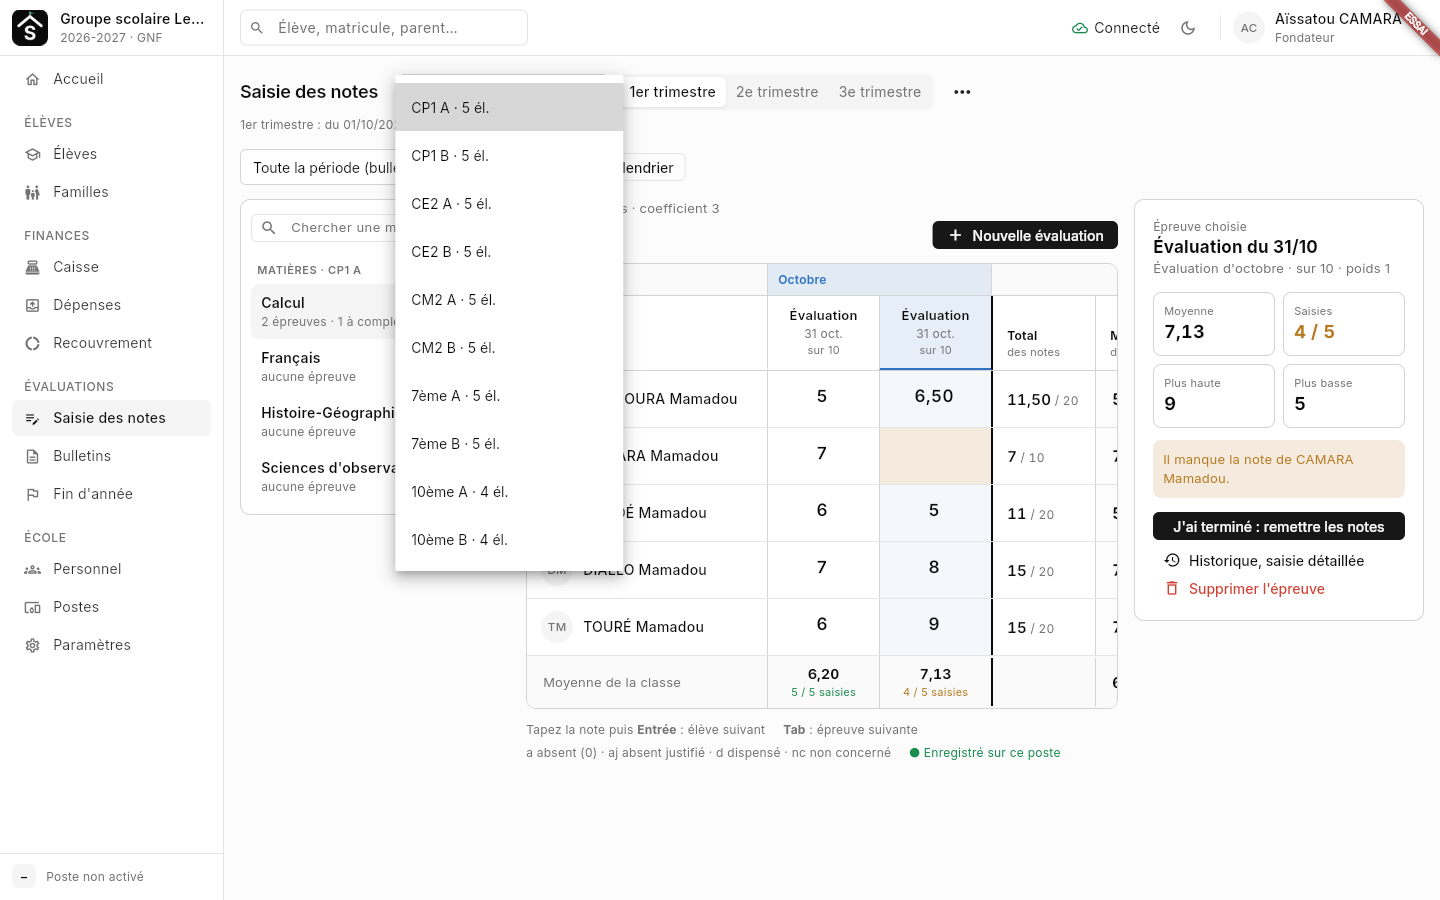 Groupe scolaire Le...
2026-2027 · GNF
Élève, matricule, parent...
Connecté
AC
Aïssatou CAMARA
Fondateur
ESSAI
Accueil
ÉLÈVES
Élèves
Familles
FINANCES
Caisse
Dépenses
Recouvrement
ÉVALUATIONS
Saisie des notes
Bulletins
Fin d'année
ÉCOLE
Personnel
Postes
Paramètres
– Poste non activé
Saisie des notes
1er trimestre
2e trimestre
3e trimestre
1er trimestre : du 01/10/20
Toute la période (bulle
lendrier
CP1 A · 5 él.
CP1 B · 5 él.
CE2 A · 5 él.
CE2 B · 5 él.
CM2 A · 5 él.
CM2 B · 5 él.
7ème A · 5 él.
7ème B · 5 él.
10ème A · 4 él.
10ème B · 4 él.
Chercher une m
MATIÈRES · CP1 A
Calcul
2 épreuves · 1 à complé
Français
aucune épreuve
Histoire-Géographi
aucune épreuve
Sciences d'observa
aucune épreuve
s · coefficient 3
Nouvelle évaluation
Octobre
Évaluation
31 oct.
sur 10
Évaluation
31 oct.
sur 10
Total
des notes
OURA Mamadou 5 6,50 11,50 / 20
ARA Mamadou 7 7 / 10
Mamadou 6 5 11 / 20
DIALLO Mamadou 7 8 15 / 20
TM TOURÉ Mamadou 6 9 15 / 20
Moyenne de la classe 6,20 7,13
5 / 5 saisies 4 / 5 saisies
Tapez la note puis Entrée : élève suivant Tab : épreuve suivante
a absent (0) · aj absent justifié · d dispensé · nc non concerné Enregistré sur ce poste
Épreuve choisie
Évaluation du 31/10
Évaluation d'octobre · sur 10 · poids 1
Moyenne
7,13
Saisies
4 / 5
Plus haute
9
Plus basse
5
Il manque la note de CAMARA
Mamadou.
J'ai terminé : remettre les notes
Historique, saisie détaillée
Supprimer l'épreuve